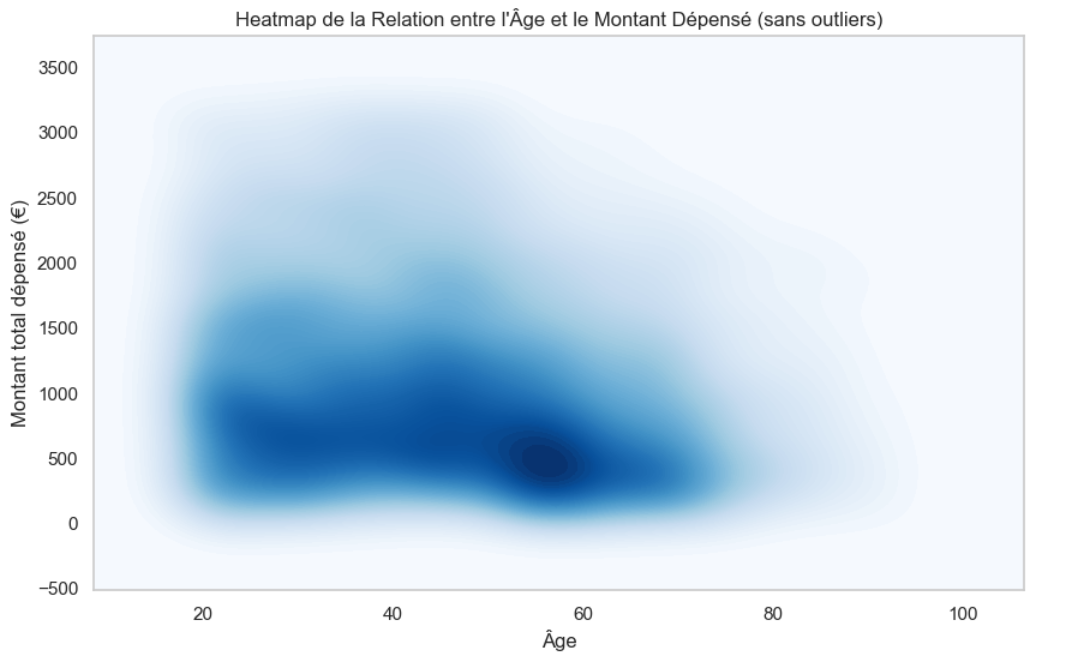 Heatmap de la Relation entre l'Âge et le Montant Dépensé (sans outliers)
Montant total dépensé (€)
3500
3000
2500
2000
1500
1000
500
0
−500
20 40 60 80 100
Âge